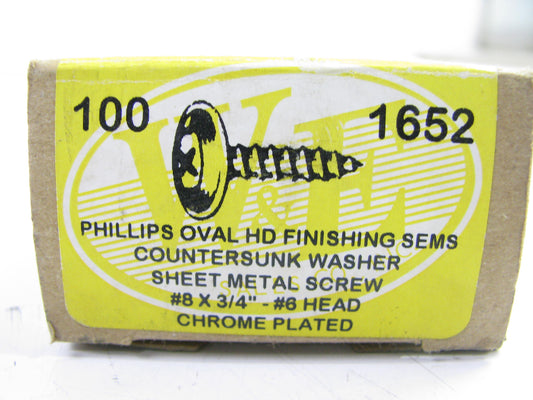 100 1652
PHILLIPS OVAL HD FINISHING SEMS
COUNTERSUNK WASHER
SHEET METAL SCREW
#8 X 3/4" - #6 HEAD
CHROME PLATED